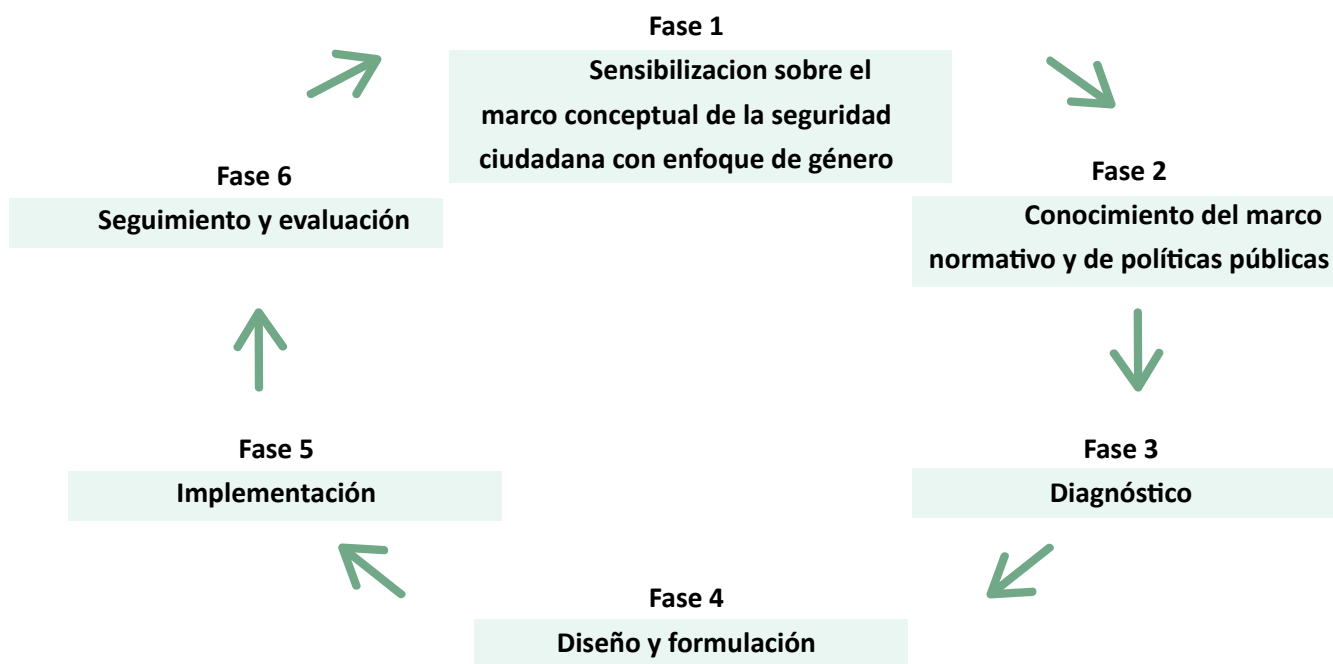 Fase 1
Sensibilizacion sobre el
marco conceptual de la seguridad
ciudadana con enfoque de género
Fase 2
Conocimiento del marco
normativo y de políticas públicas
Fase 3
Diagnóstico
Fase 4
Diseño y formulación
Fase 5
Implementación
Fase 6
Seguimiento y evaluación